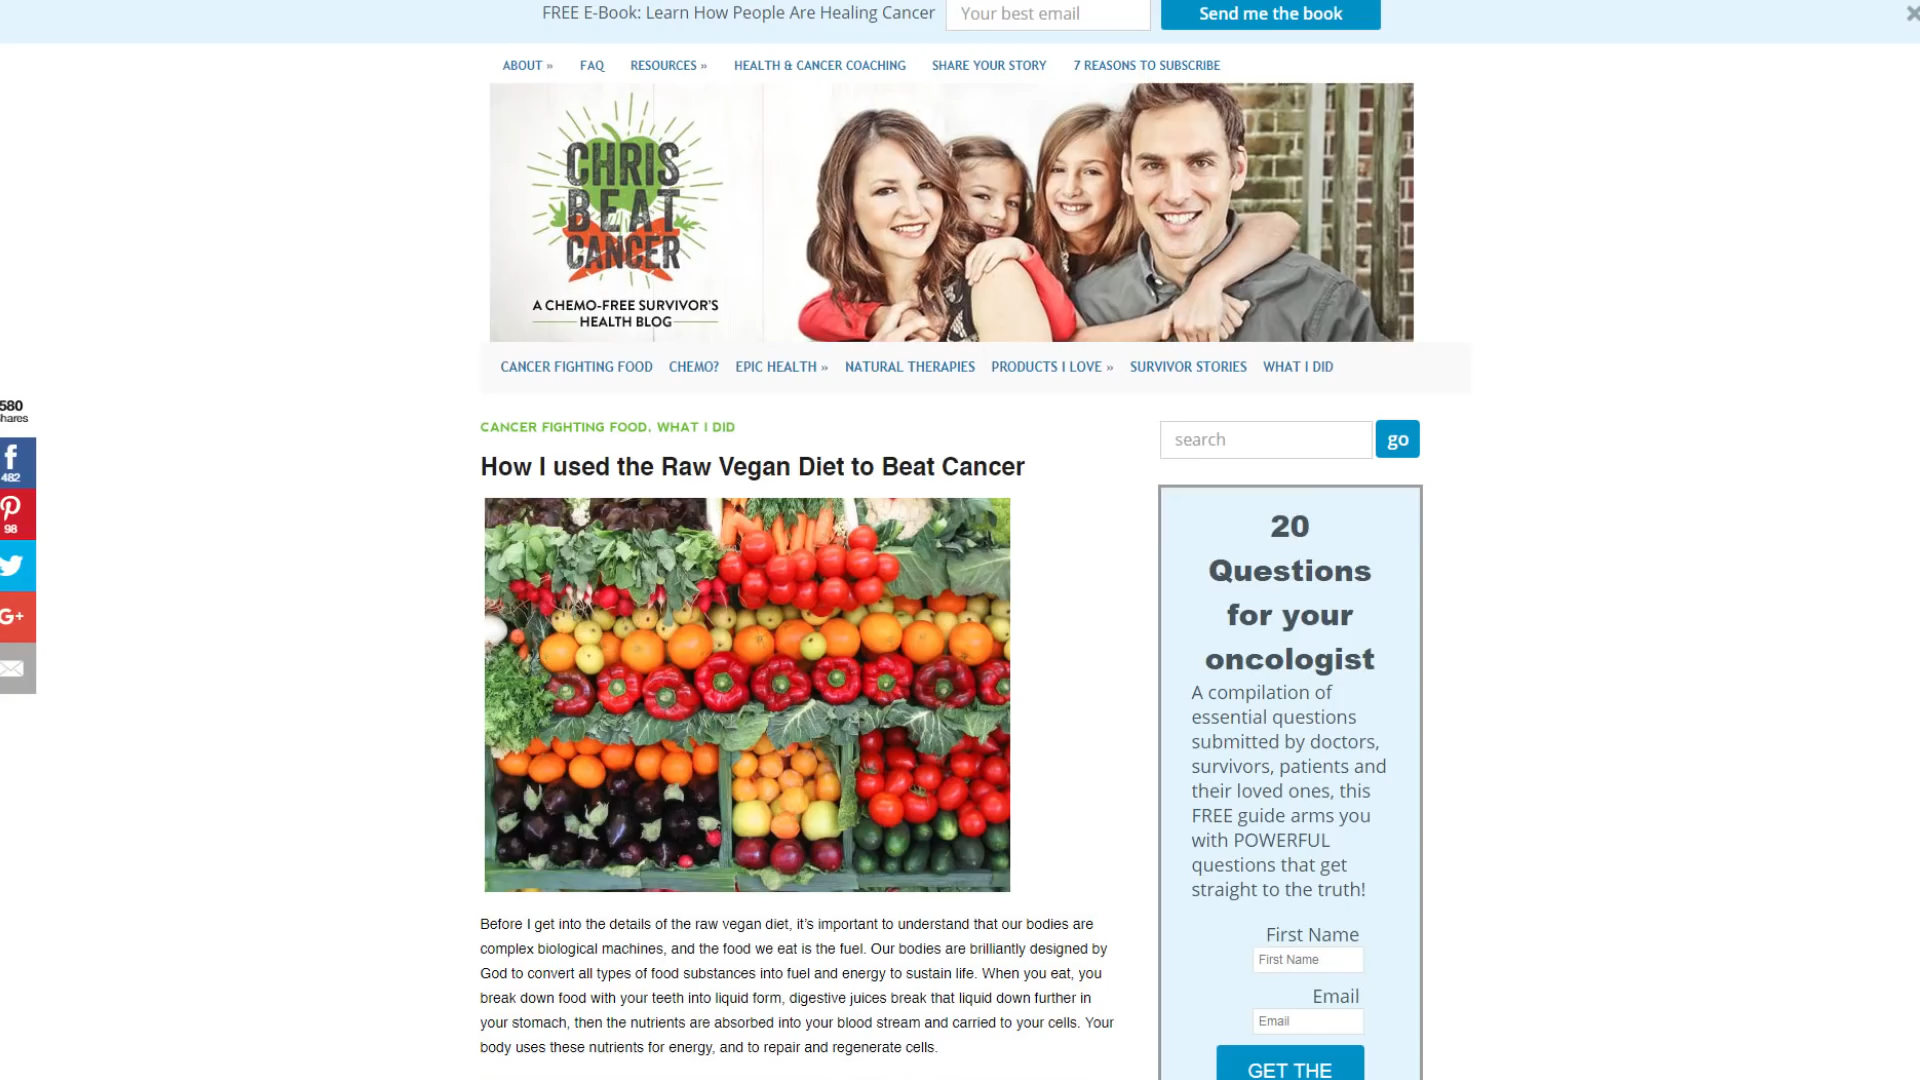 FREE E-Book: Learn How People Are Healing Cancer
Your best email
Send me the book
ABOUT »
FAQ
RESOURCES »
HEALTH & CANCER COACHING
SHARE YOUR STORY
7 REASONS TO SUBSCRIBE
CHRIS
BEAT
CANCER
A CHEMO-FREE SURVIVOR'S
HEALTH BLOG
CANCER FIGHTING FOOD
CHEMO?
EPIC HEALTH »
NATURAL THERAPIES
PRODUCTS I LOVE »
SURVIVOR STORIES
WHAT I DID
580
hares
482
98
G+
CANCER FIGHTING FOOD, WHAT I DID
How I used the Raw Vegan Diet to Beat Cancer
Before I get into the details of the raw vegan diet, it's important to understand that our bodies are
complex biological machines, and the food we eat is the fuel. Our bodies are brilliantly designed by
God to convert all types of food substances into fuel and energy to sustain life. When you eat, you
break down food with your teeth into liquid form, digestive juices break that liquid down further in
your stomach, then the nutrients are absorbed into your blood stream and carried to your cells. Your
body uses these nutrients for energy, and to repair and regenerate cells.
search
go
20
Questions
for your
oncologist
A compilation of
essential questions
submitted by doctors,
survivors, patients and
their loved ones, this
FREE guide arms you
with POWERFUL
questions that get
straight to the truth!
First Name
First Name
Email
Email
GET THE